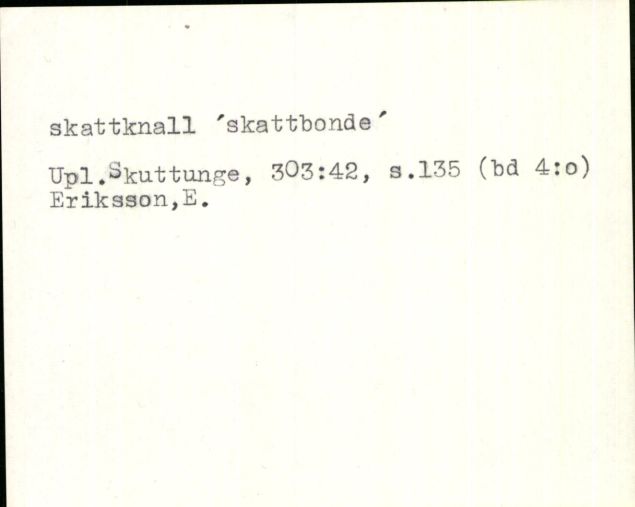 skattknall ´skattbonde´
Upl.Skuttunge, 303:42, s.135 (bd 4:o)
Eriksson,E.